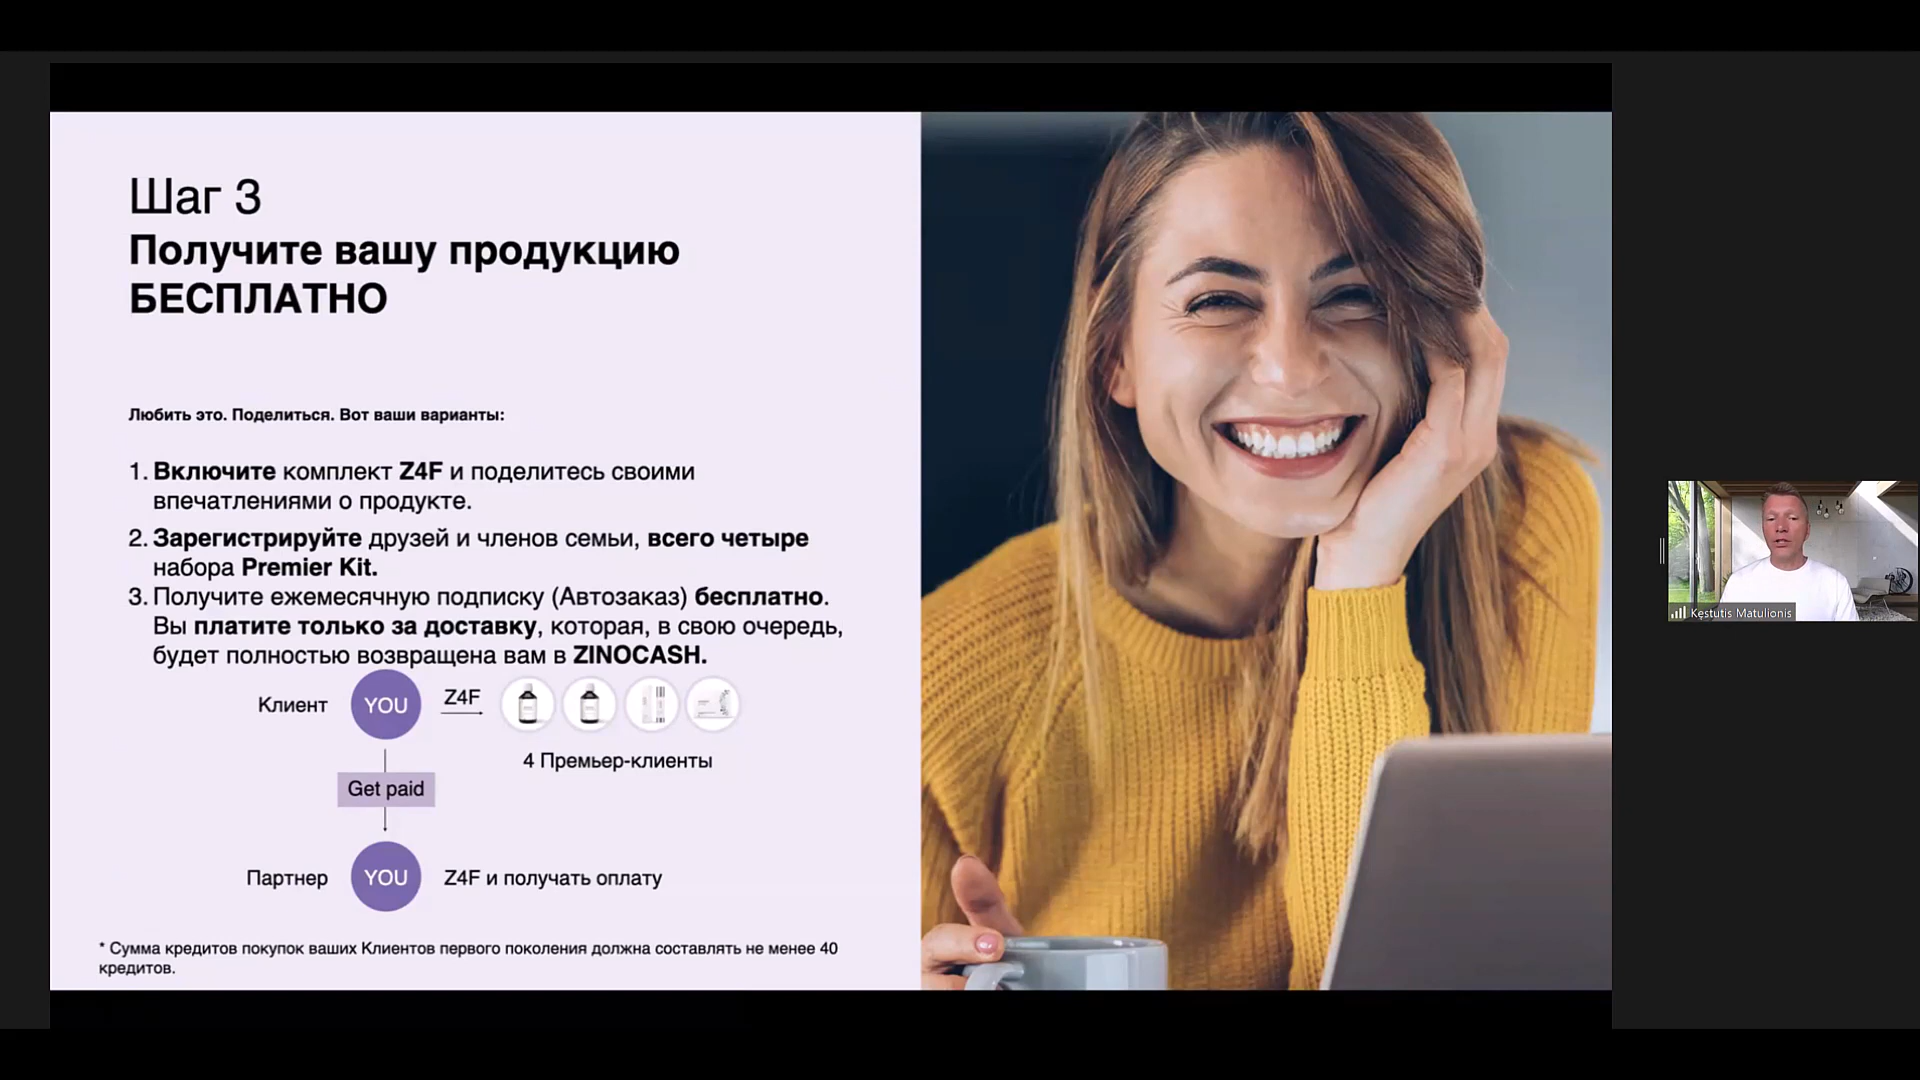 Шаг 3
Получите вашу продукцию
БЕСПЛАТНО
Любить это. Поделиться. Вот ваши варианты:
1. Включите комплект Z4F и поделитесь своими
впечатлениями о продукте.
2. Зарегистрируйте друзей и членов семьи, всего четыре
набора Premier Kit.
3. Получите ежемесячную подписку (Автозаказ) бесплатно.
Вы платите только за доставку, которая, в свою очередь,
будет полностью возвращена вам в ZINOCASH.
Клиент YOU Z4F
4 Премьер-клиенты
Get paid
Партнер YOU Z4F и получать оплату
* Сумма кредитов покупок ваших Клиентов первого поколения должна составлять не менее 40
кредитов.
Kęstutis Matulionis